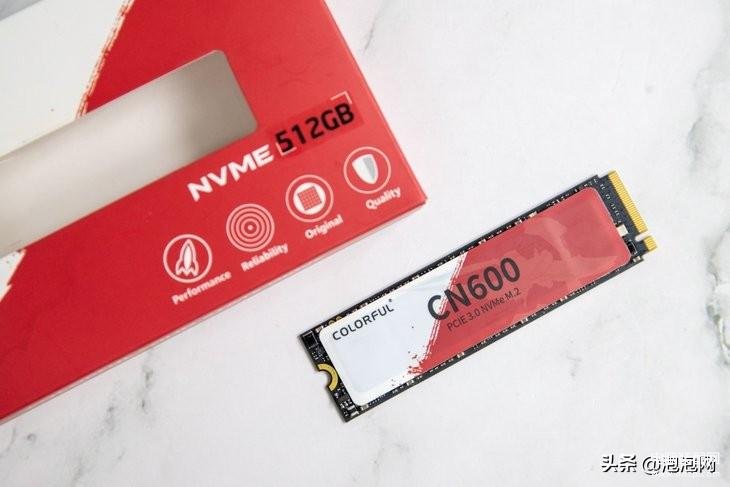 NVME 512GB
Performance
Reliability
Original
Quality
COLORFUL
CN600
PCIE 3.0 NVMe M.2
头条 @泡泡网